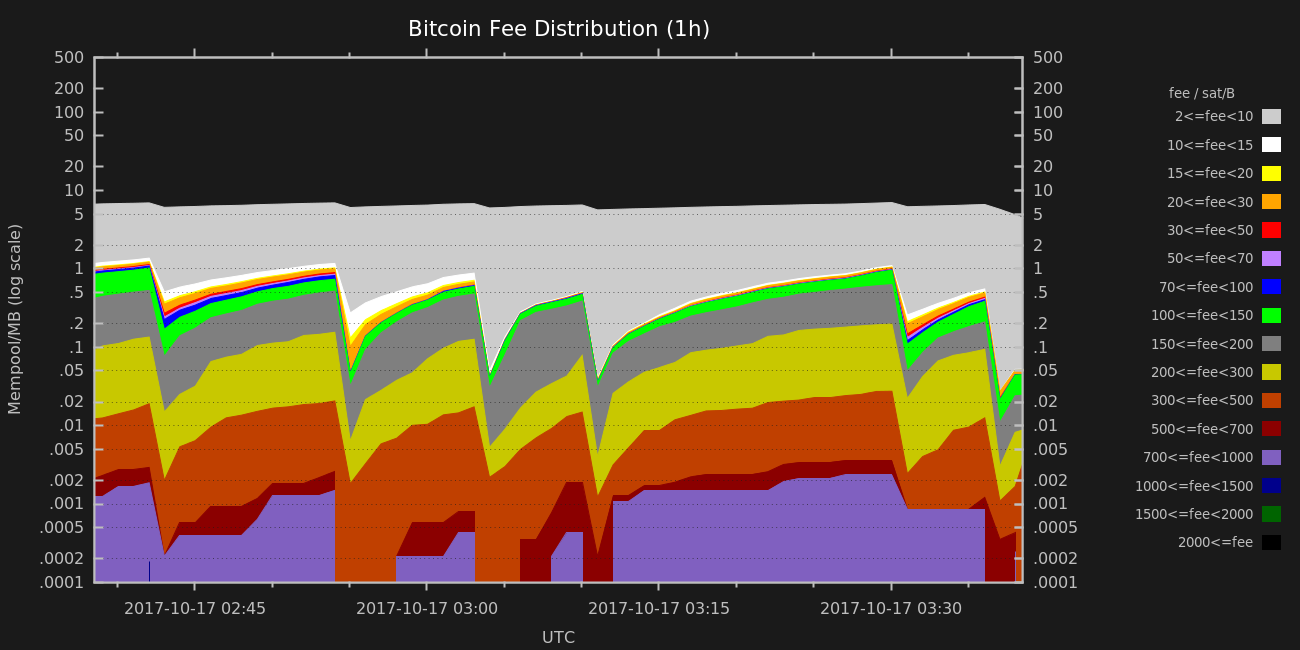 Bitcoin Fee Distribution (1h)
Mempool/MB (log scale)
500
200
100
50
20
10
5
2
1
.5
.2
.1
.05
.02
.01
.005
.002
.001
.0005
.0002
.0001
500
200
100
50
20
10
5
2
1
.5
.2
.1
.05
.02
.01
.005
.002
.001
.0005
.0002
.0001
2017-10-17 02:45
2017-10-17 03:00
2017-10-17 03:15
2017-10-17 03:30
UTC
fee / sat/B
2<=fee<10
10<=fee<15
15<=fee<20
20<=fee<30
30<=fee<50
50<=fee<70
70<=fee<100
100<=fee<150
150<=fee<200
200<=fee<300
300<=fee<500
500<=fee<700
700<=fee<1000
1000<=fee<1500
1500<=fee<2000
2000<=fee